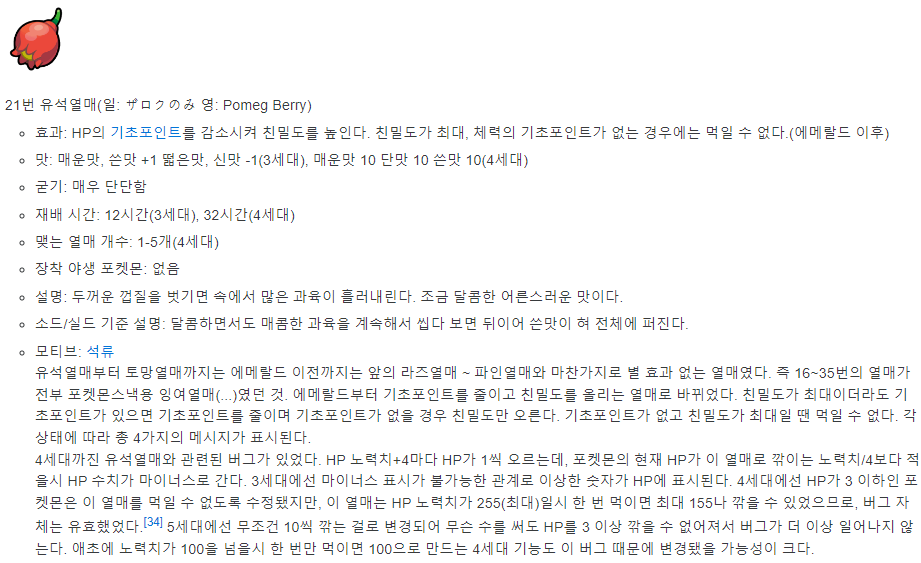 21번 유석열매(일: ザロクのみ 영: Pomeg Berry)
효과: HP의 기초포인트를 감소시켜 친밀도를 높인다. 친밀도가 최대, 체력의 기초포인트가 없는 경우에는 먹일 수 없다.(에메랄드 이후)
맛: 매운맛, 쓴맛 +1 떫은맛, 신맛 -1(3세대), 매운맛 10 단맛 10 쓴맛 10(4세대)
굳기: 매우 단단함
재배 시간: 12시간(3세대), 32시간(4세대)
맺는 열매 개수: 1-5개(4세대)
장착 야생 포켓몬: 없음
설명: 두꺼운 껍질을 벗기면 속에서 많은 과육이 흘러내린다. 조금 달콤한 어른스러운 맛이다.
소드/실드 기준 설명: 달콤하면서도 매콤한 과육을 계속해서 씹다 보면 뒤이어 쓴맛이 혀 전체에 퍼진다.
모티브: 석류
유석열매부터 토망열매까지는 에메랄드 이전까지는 앞의 라즈열매 ~ 파인열매와 마찬가지로 별 효과 없는 열매였다. 즉 16~35번의 열매가
전부 포켓몬스낵용 잉여열매(...)였던 것. 에메랄드부터 기초포인트를 줄이고 친밀도를 올리는 열매로 바뀌었다. 친밀도가 최대이더라도 기
초포인트가 있으면 기초포인트를 줄이며 기초포인트가 없을 경우 친밀도만 오른다. 기초포인트가 없고 친밀도가 최대일 땐 먹일 수 없다. 각
상태에 따라 총 4가지의 메시지가 표시된다.
4세대까진 유석열매와 관련된 버그가 있었다. HP 노력치+4마다 HP가 1씩 오르는데, 포켓몬의 현재 HP가 이 열매로 깎이는 노력치/4보다 적
을시 HP 수치가 마이너스로 간다. 3세대에선 마이너스 표시가 불가능한 관계로 이상한 숫자가 HP에 표시된다. 4세대에선 HP가 3 이하인 포
켓몬은 이 열매를 먹일 수 없도록 수정됐지만, 이 열매는 HP 노력치가 255(최대)일시 한 번 먹이면 최대 155나 깎을 수 있었으므로, 버그 자
체는 유효했었다.[34] 5세대에선 무조건 10씩 깎는 걸로 변경되어 무슨 수를 써도 HP를 3 이상 깎을 수 없어져서 버그가 더 이상 일어나지 않
는다. 애초에 노력치가 100을 넘을시 한 번만 먹이면 100으로 만드는 4세대 기능도 이 버그 때문에 변경됐을 가능성이 크다.